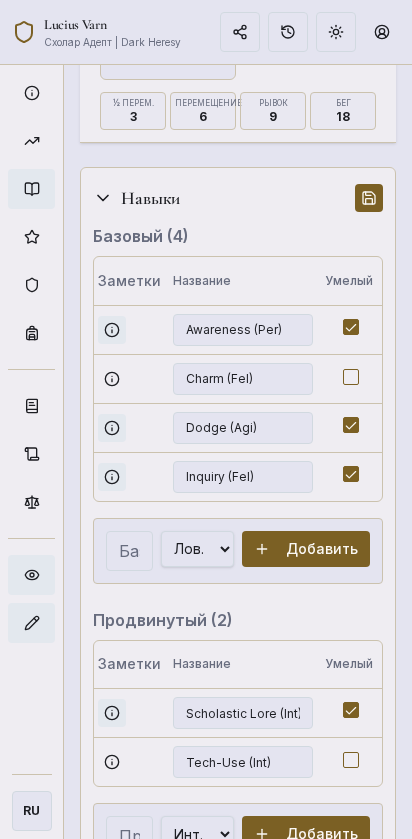 Lucius Varn
Схолар Адепт | Dark Heresy
½ ПЕРЕМ. ПЕРЕМЕЩЕНИЕ РЫВОК БЕГ
3 6 9 18
Навыки
Базовый (4)
Заметки Название Умелый
Awareness (Per)
Charm (Fel)
Dodge (Agi)
Inquiry (Fel)
Ба Лов. + Добавить
Продвинутый (2)
Заметки Название Умелый
Scholastic Lore (Int)
Tech-Use (Int)
Пр Инт. + Добавить
RU